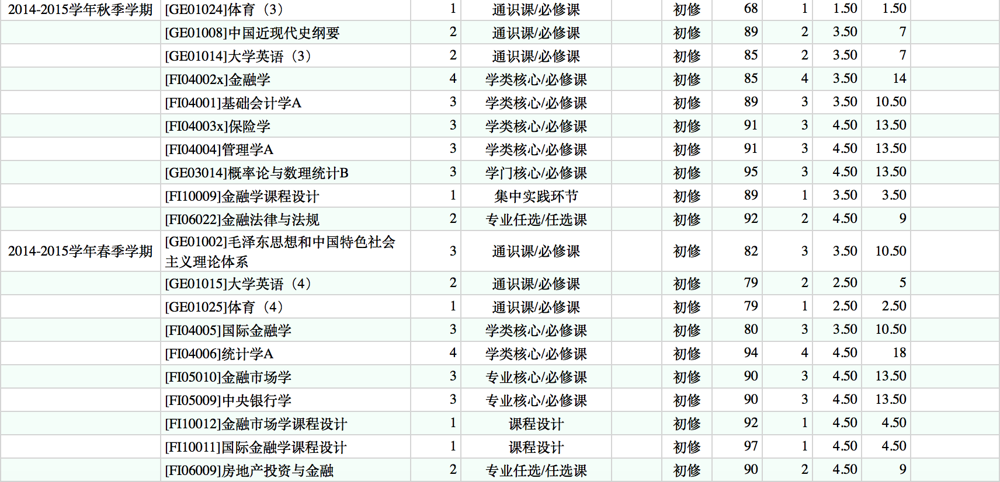 2014-2015学年秋季学期 [GE01024]体育（3） 1 通识课/必修课 初修 68 1 1.50 1.50
[GE01008]中国近现代史纲要 2 通识课/必修课 初修 89 2 3.50 7
[GE01014]大学英语（3） 2 通识课/必修课 初修 85 2 3.50 7
[FI04002x]金融学 4 学类核心/必修课 初修 85 4 3.50 14
[FI04001]基础会计学A 3 学类核心/必修课 初修 89 3 3.50 10.50
[FI04003x]保险学 3 学类核心/必修课 初修 91 3 4.50 13.50
[FI04004]管理学A 3 学类核心/必修课 初修 91 3 4.50 13.50
[GE03014]概率论与数理统计B 3 学门核心/必修课 初修 95 3 4.50 13.50
[FI10009]金融学课程设计 1 集中实践环节 初修 89 1 3.50 3.50
[FI06022]金融法律与法规 2 专业任选/任选课 初修 92 2 4.50 9
2014-2015学年春季学期 [GE01002]毛泽东思想和中国特色社会
主义理论体系 3 通识课/必修课 初修 82 3 3.50 10.50
[GE01015]大学英语（4） 2 通识课/必修课 初修 79 2 2.50 5
[GE01025]体育（4） 1 通识课/必修课 初修 79 1 2.50 2.50
[FI04005]国际金融学 3 学类核心/必修课 初修 80 3 3.50 10.50
[FI04006]统计学A 4 学类核心/必修课 初修 94 4 4.50 18
[FI05010]金融市场学 3 专业核心/必修课 初修 90 3 4.50 13.50
[FI05009]中央银行学 3 专业核心/必修课 初修 90 3 4.50 13.50
[FI10012]金融市场学课程设计 1 课程设计 初修 92 1 4.50 4.50
[FI10011]国际金融学课程设计 1 课程设计 初修 97 1 4.50 4.50
[FI06009]房地产投资与金融 2 专业任选/任选课 初修 90 2 4.50 9